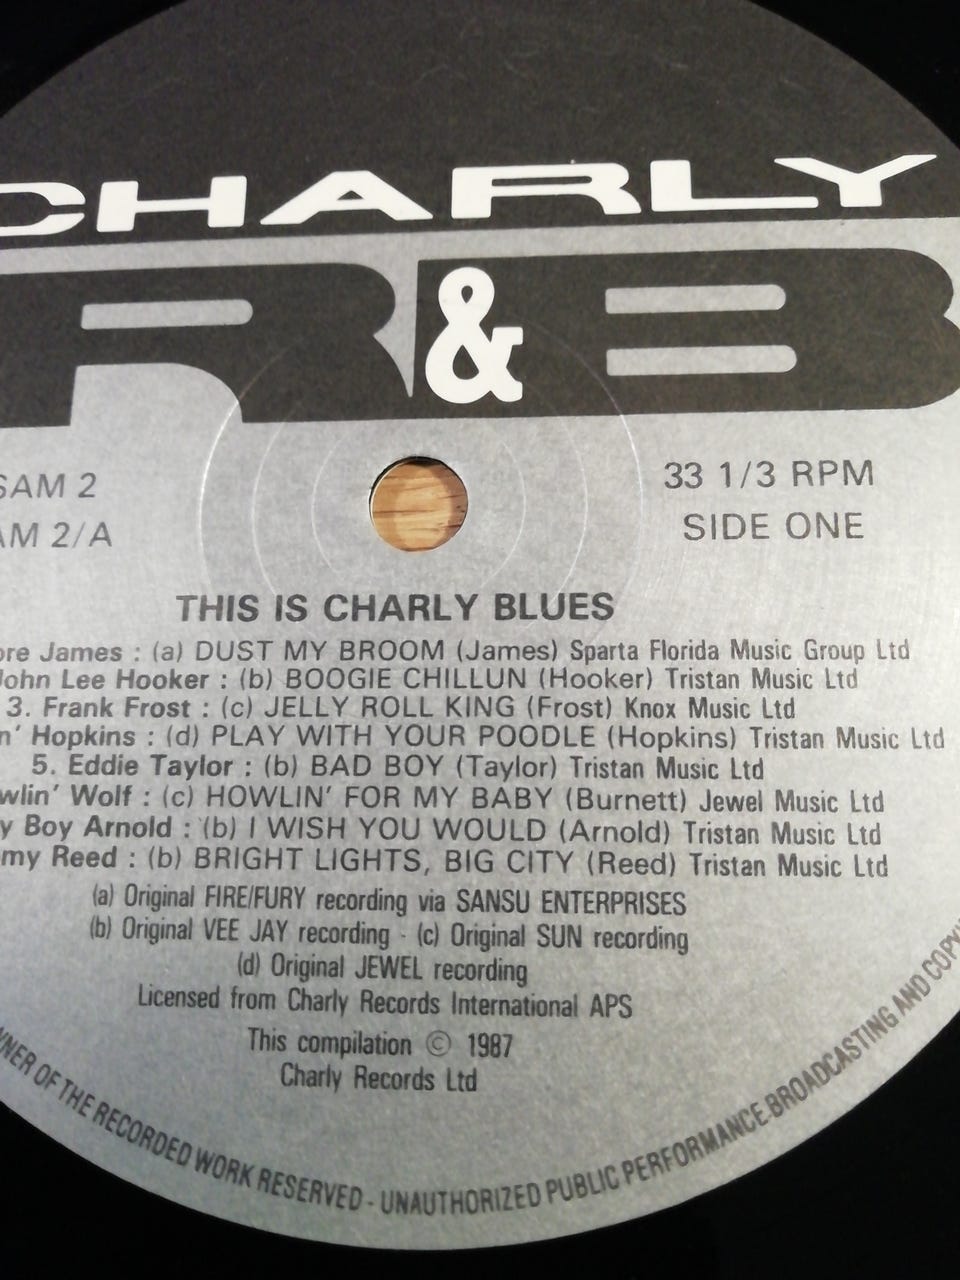 CHARLY
R&B
SAM 2
AM 2/A
33 1/3 RPM
SIDE ONE
THIS IS CHARLY BLUES
ore James : (a) DUST MY BROOM (James) Sparta Florida Music Group Ltd
John Lee Hooker : (b) BOOGIE CHILLUN (Hooker) Tristan Music Ltd
3. Frank Frost : (c) JELLY ROLL KING (Frost) Knox Music Ltd
n' Hopkins : (d) PLAY WITH YOUR POODLE (Hopkins) Tristan Music Ltd
5. Eddie Taylor : (b) BAD BOY (Taylor) Tristan Music Ltd
wlin' Wolf : (c) HOWLIN' FOR MY BABY (Burnett) Jewel Music Ltd
y Boy Arnold : (b) I WISH YOU WOULD (Arnold) Tristan Music Ltd
my Reed : (b) BRIGHT LIGHTS, BIG CITY (Reed) Tristan Music Ltd
(a) Original FIRE/FURY recording via SANSU ENTERPRISES
(b) Original VEE JAY recording - (c) Original SUN recording
(d) Original JEWEL recording
Licensed from Charly Records International APS
This compilation © 1987
Charly Records Ltd
WNER OF THE RECORDED WORK RESERVED - UNAUTHORIZED PUBLIC PERFORMANCE BROADCASTING AND COPY